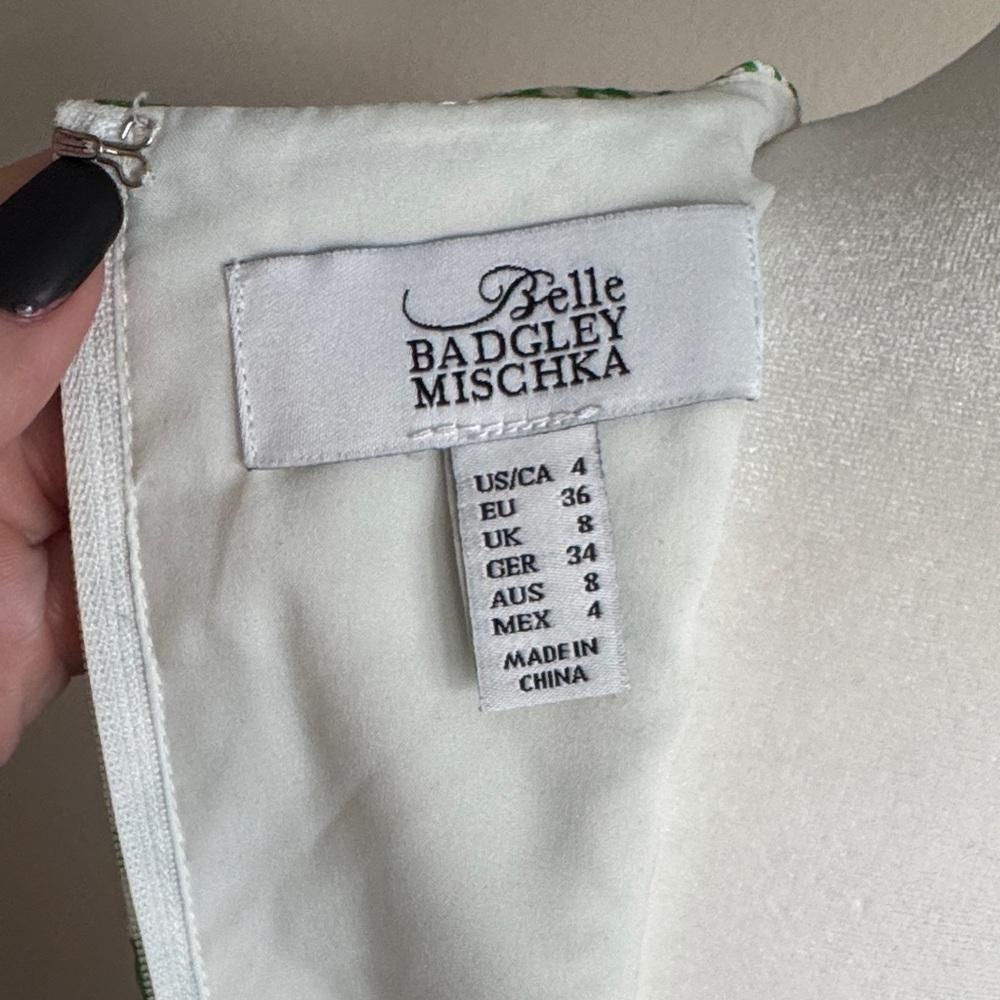 Belle
BADGLEY
MISCHKA
US/CA 4
EU 36
UK 8
GER 34
AUS 8
MEX 4
MADE IN
CHINA